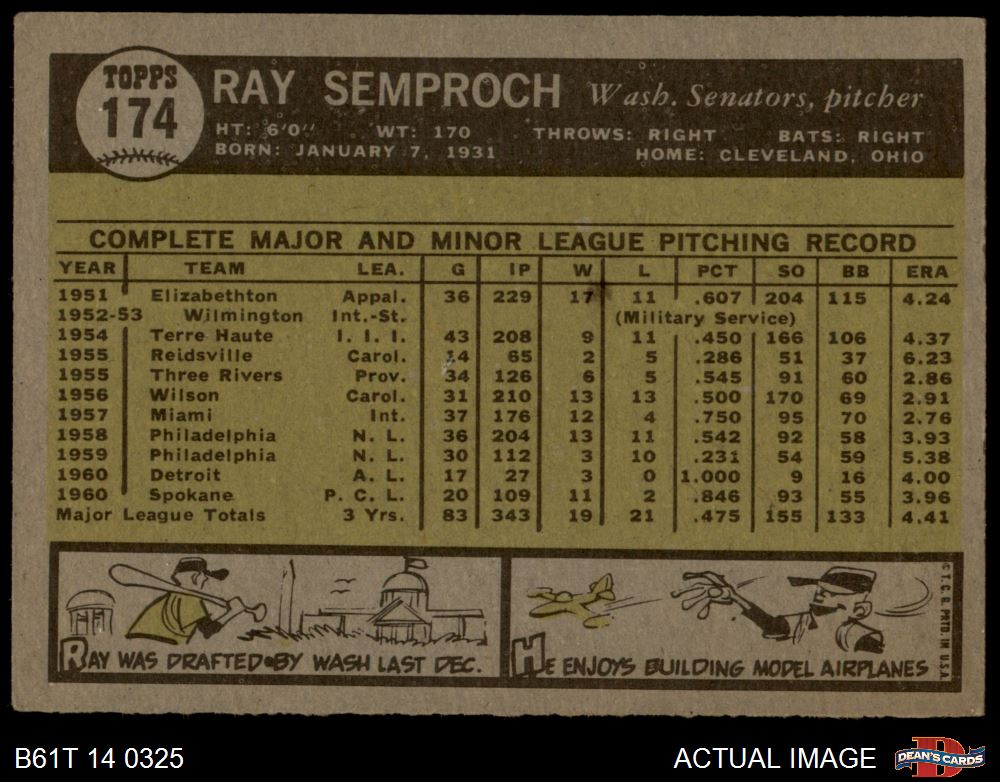 TOPPS
174
RAY SEMPROCH Wash. Senators, pitcher
HT: 6'0" WT: 170 THROWS: RIGHT BATS: RIGHT
BORN: JANUARY 7, 1931 HOME: CLEVELAND, OHIO
COMPLETE MAJOR AND MINOR LEAGUE PITCHING RECORD
YEAR TEAM LEA. G IP W L PCT SO BB ERA
1951 Elizabethton Appal. 36 229 17 11 .607 204 115 4.24
1952-53 Wilmington Int.-St. (Military Service)
1954 Terre Haute I. I. I. 43 208 9 11 .450 166 106 4.37
1955 Reidsville Carol. 14 65 2 5 .286 51 37 6.23
1955 Three Rivers Prov. 34 126 6 5 .545 91 60 2.86
1956 Wilson Carol. 31 210 13 13 .500 170 69 2.91
1957 Miami Int. 37 176 12 4 .750 95 70 2.76
1958 Philadelphia N. L. 36 204 13 11 .542 92 58 3.93
1959 Philadelphia N. L. 30 112 3 10 .231 54 59 5.38
1960 Detroit A. L. 17 27 3 0 1.000 9 16 4.00
1960 Spokane P. C. L. 20 109 11 2 .846 93 55 3.96
Major League Totals 3 Yrs. 83 343 19 21 .475 155 133 4.41
RAY WAS DRAFTED BY WASH LAST DEC.
HE ENJOYS BUILDING MODEL AIRPLANES
© T. C. G. PRTD. IN U.S.A.
B61T 14 0325 ACTUAL IMAGE D DEAN'S CARDS